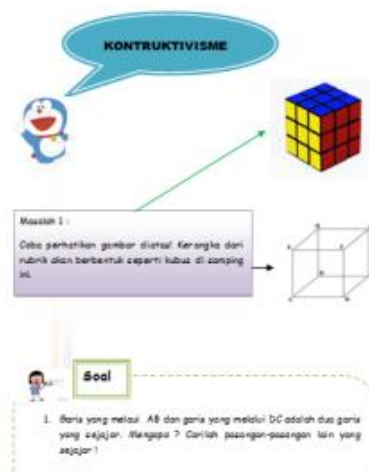 KONTRUKTIVISME
Masalah 1 :
Coba perhatikan gambar diatas! Kerangka dari
rubrik akan berbentuk seperti kubus di samping
ini.
Soal
1. Garis yang melaui AB dan garis yang melalui DC adalah dua garis
yang sejajar. Mengapa ? Carilah pasangan-pasangan lain yang
sejajar !